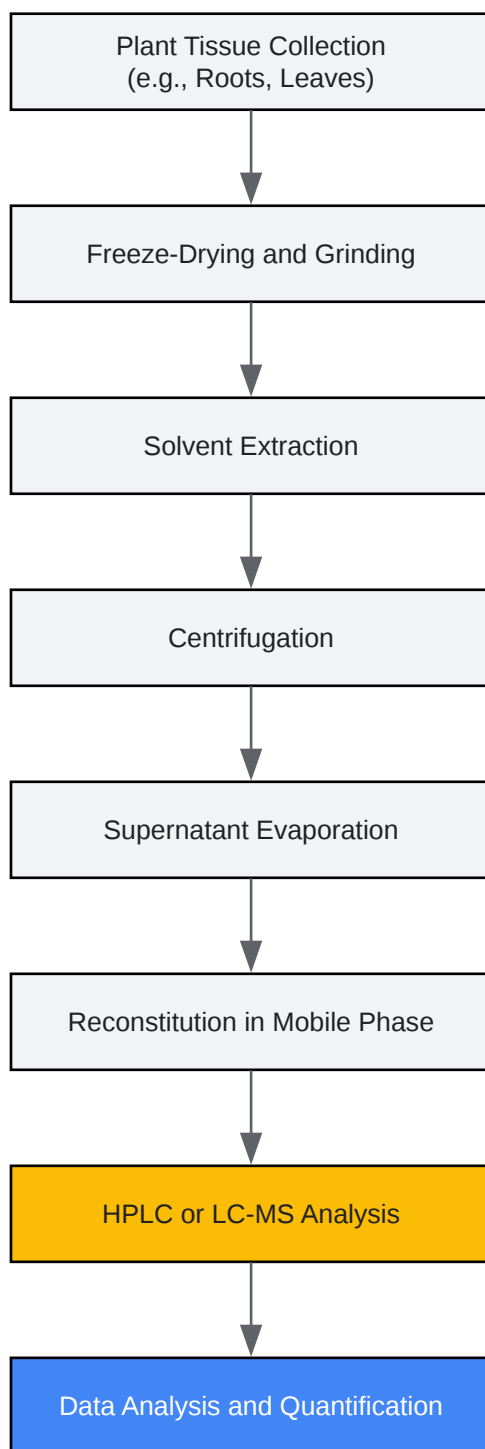 Plant Tissue Collection
(e.g., Roots, Leaves)
Freeze-Drying and Grinding
Solvent Extraction
Centrifugation
Supernatant Evaporation
Reconstitution in Mobile Phase
HPLC or LC-MS Analysis
Data Analysis and Quantification